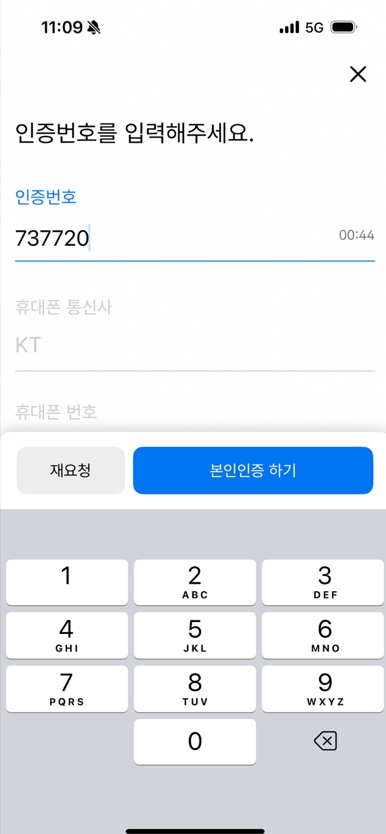 11:09
5G
인증번호를 입력해주세요.
인증번호
737720
00:44
휴대폰 통신사
KT
휴대폰 번호
재요청
본인인증 하기
1
2
ABC
3
DEF
4
GHI
5
JKL
6
MNO
7
PQRS
8
TUV
9
WXYZ
0